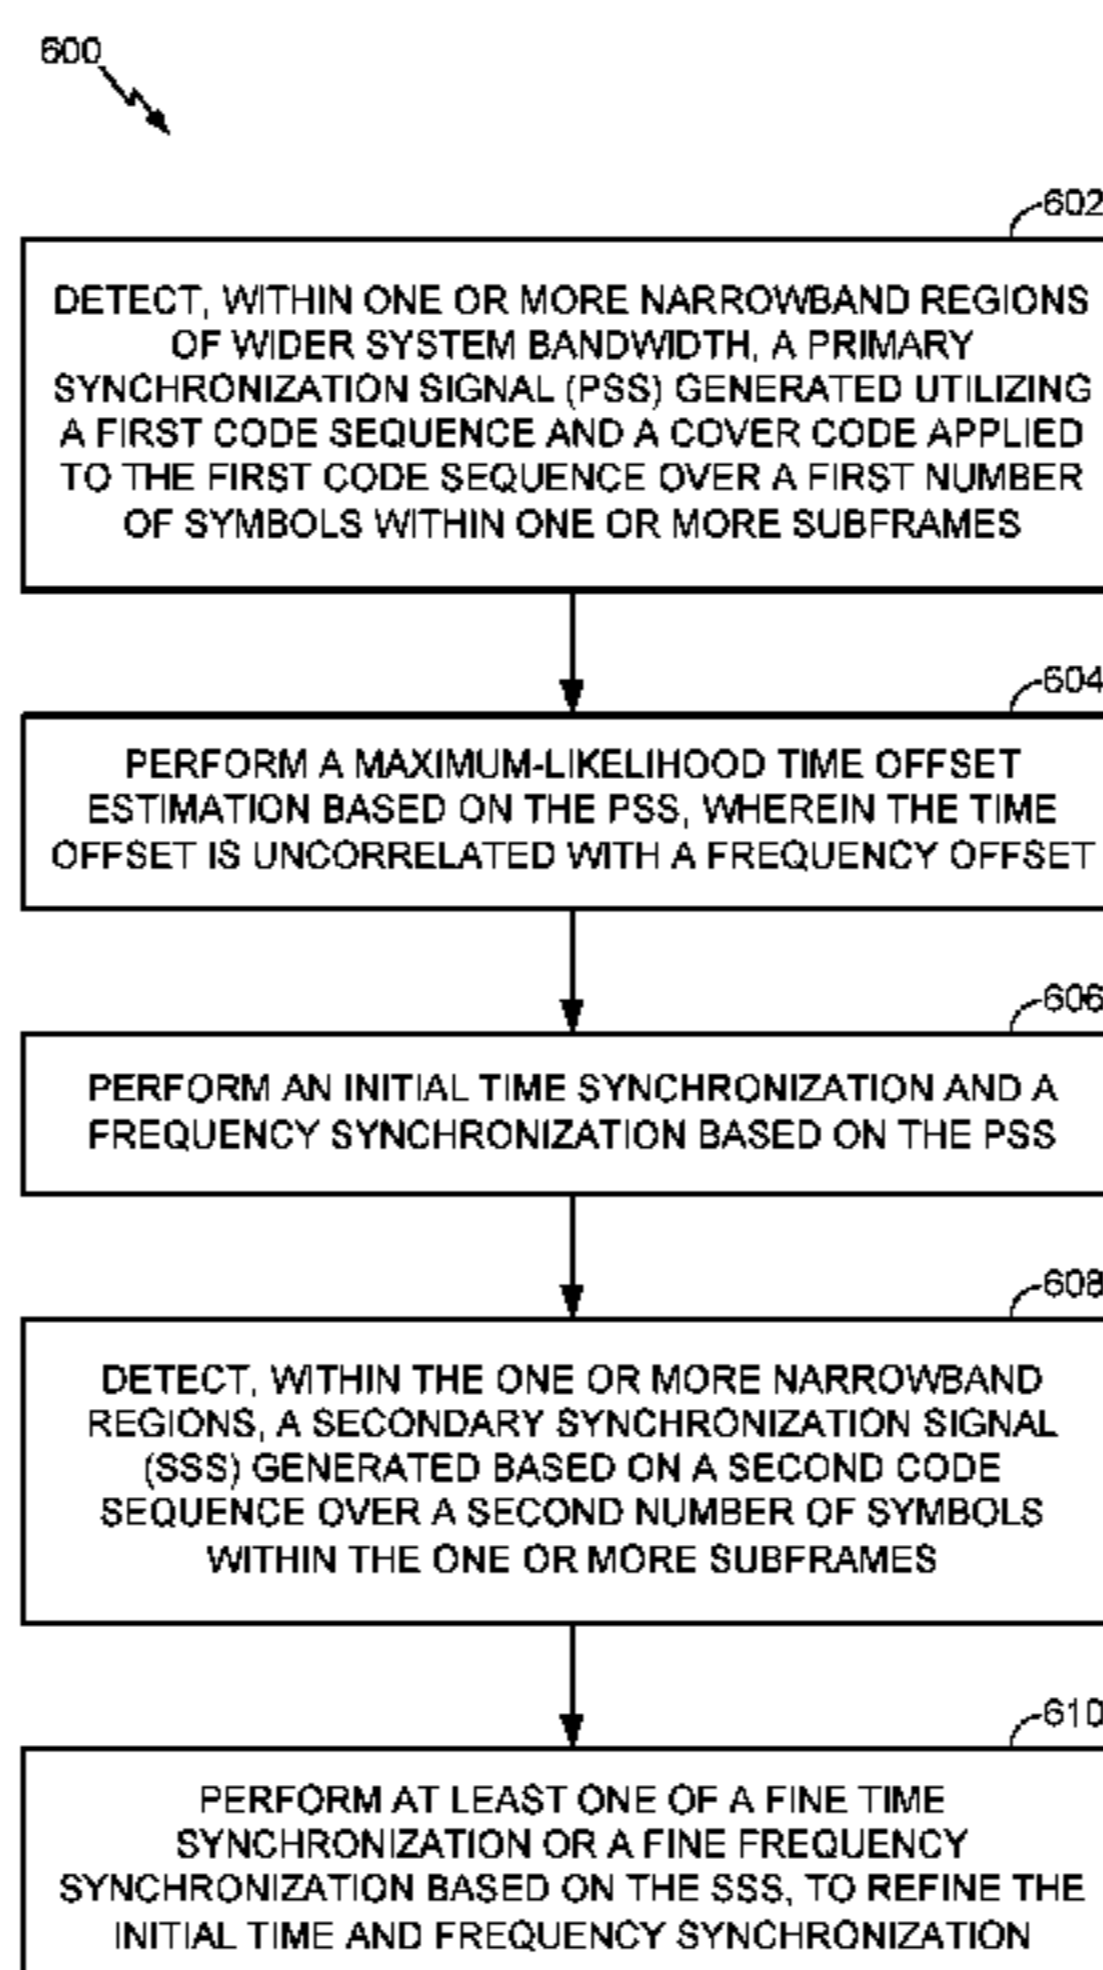 600
602
DETECT, WITHIN ONE OR MORE NARROWBAND REGIONS
OF WIDER SYSTEM BANDWIDTH, A PRIMARY
SYNCHRONIZATION SIGNAL (PSS) GENERATED UTILIZING
A FIRST CODE SEQUENCE AND A COVER CODE APPLIED
TO THE FIRST CODE SEQUENCE OVER A FIRST NUMBER
OF SYMBOLS WITHIN ONE OR MORE SUBFRAMES
604
PERFORM A MAXIMUM-LIKELIHOOD TIME OFFSET
ESTIMATION BASED ON THE PSS, WHEREIN THE TIME
OFFSET IS UNCORRELATED WITH A FREQUENCY OFFSET
606
PERFORM AN INITIAL TIME SYNCHRONIZATION AND A
FREQUENCY SYNCHRONIZATION BASED ON THE PSS
608
DETECT, WITHIN THE ONE OR MORE NARROWBAND
REGIONS, A SECONDARY SYNCHRONIZATION SIGNAL
(SSS) GENERATED BASED ON A SECOND CODE
SEQUENCE OVER A SECOND NUMBER OF SYMBOLS
WITHIN THE ONE OR MORE SUBFRAMES
610
PERFORM AT LEAST ONE OF A FINE TIME
SYNCHRONIZATION OR A FINE FREQUENCY
SYNCHRONIZATION BASED ON THE SSS, TO REFINE THE
INITIAL TIME AND FREQUENCY SYNCHRONIZATION